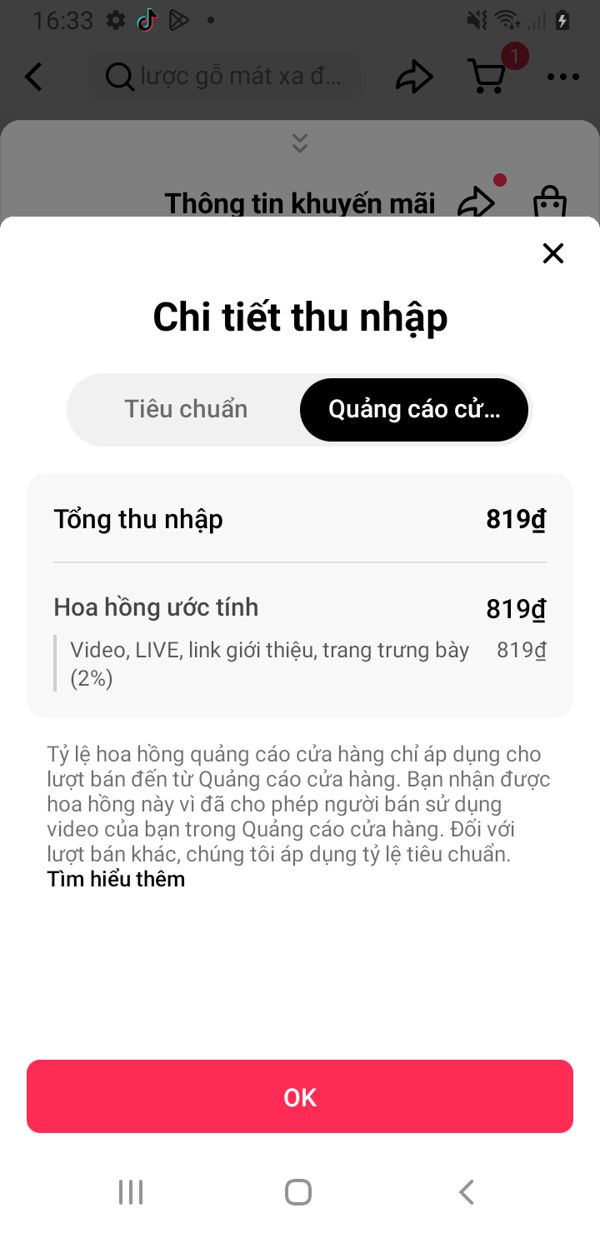 16:33
1
lược gỗ mát xa đ...
Thông tin khuyến mãi
Chi tiết thu nhập
Tiêu chuẩn
Quảng cáo cử...
Tổng thu nhập 819₫
Hoa hồng ước tính 819₫
Video, LIVE, link giới thiệu, trang trưng bày 819₫
(2%)
Tỷ lệ hoa hồng quảng cáo cửa hàng chỉ áp dụng cho
lượt bán đến từ Quảng cáo cửa hàng. Bạn nhận được
hoa hồng này vì đã cho phép người bán sử dụng
video của bạn trong Quảng cáo cửa hàng. Đối với
lượt bán khác, chúng tôi áp dụng tỷ lệ tiêu chuẩn.
Tìm hiểu thêm
OK